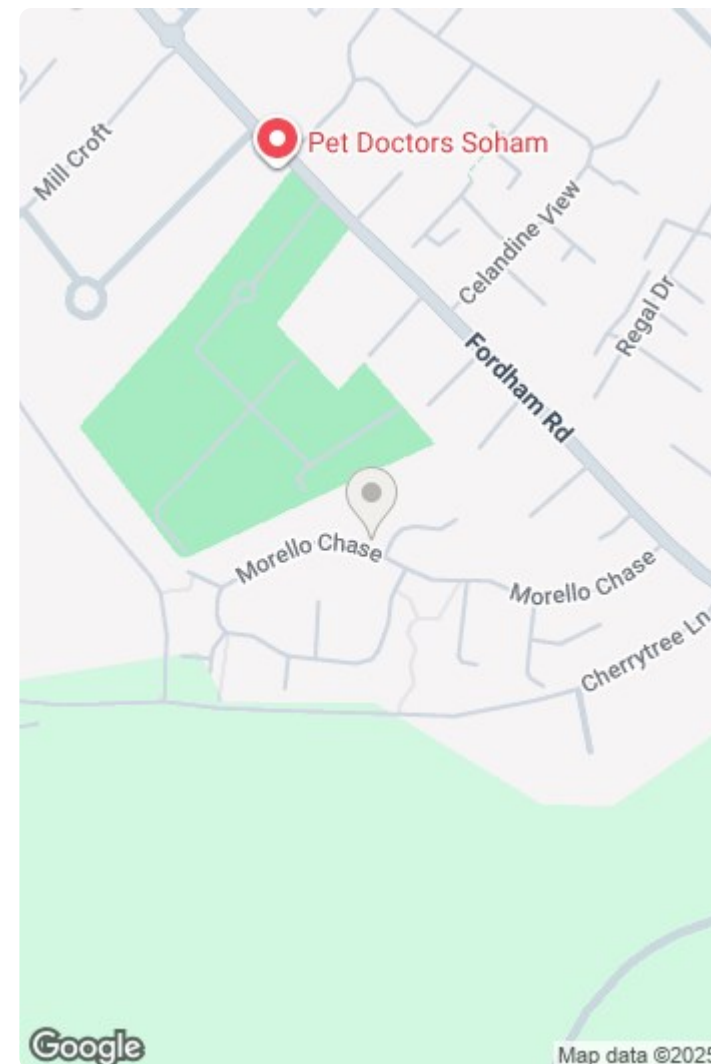 Mill Croft
Pet Doctors Soham
Celandine View
Regal Dr
Fordham Rd
Morello Chase
Morello Chase
Cherrytree Ln
Google
Map data ©2025